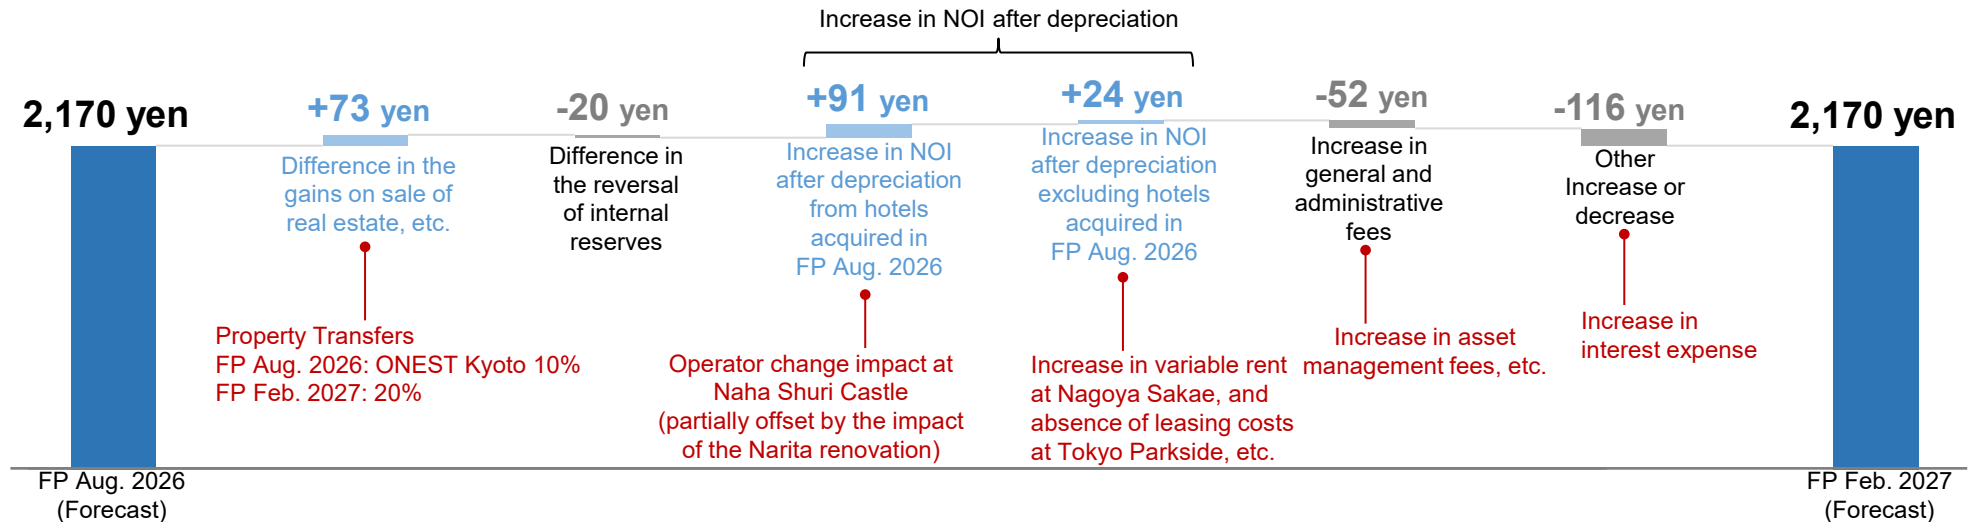 Increase in NOI after depreciation
2,170 yen
+73 yen
Difference in the
gains on sale of
real estate, etc.
Property Transfers
FP Aug. 2026: ONEST Kyoto 10%
FP Feb. 2027: 20%
-20 yen
Difference in
the reversal
of internal
reserves
+91 yen
Increase in NOI
after depreciation
from hotels
acquired in
FP Aug. 2026
Operator change impact at
Naha Shuri Castle
(partially offset by the impact
of the Narita renovation)
+24 yen
Increase in NOI
after depreciation
excluding hotels
acquired in
FP Aug. 2026
Increase in variable rent
at Nagoya Sakae, and
absence of leasing costs
at Tokyo Parkside, etc.
-52 yen
Increase in
general and
administrative
fees
Increase in asset
management fees, etc.
-116 yen
Other
Increase or
decrease
Increase in
interest expense
2,170 yen
FP Aug. 2026
(Forecast)
FP Feb. 2027
(Forecast)